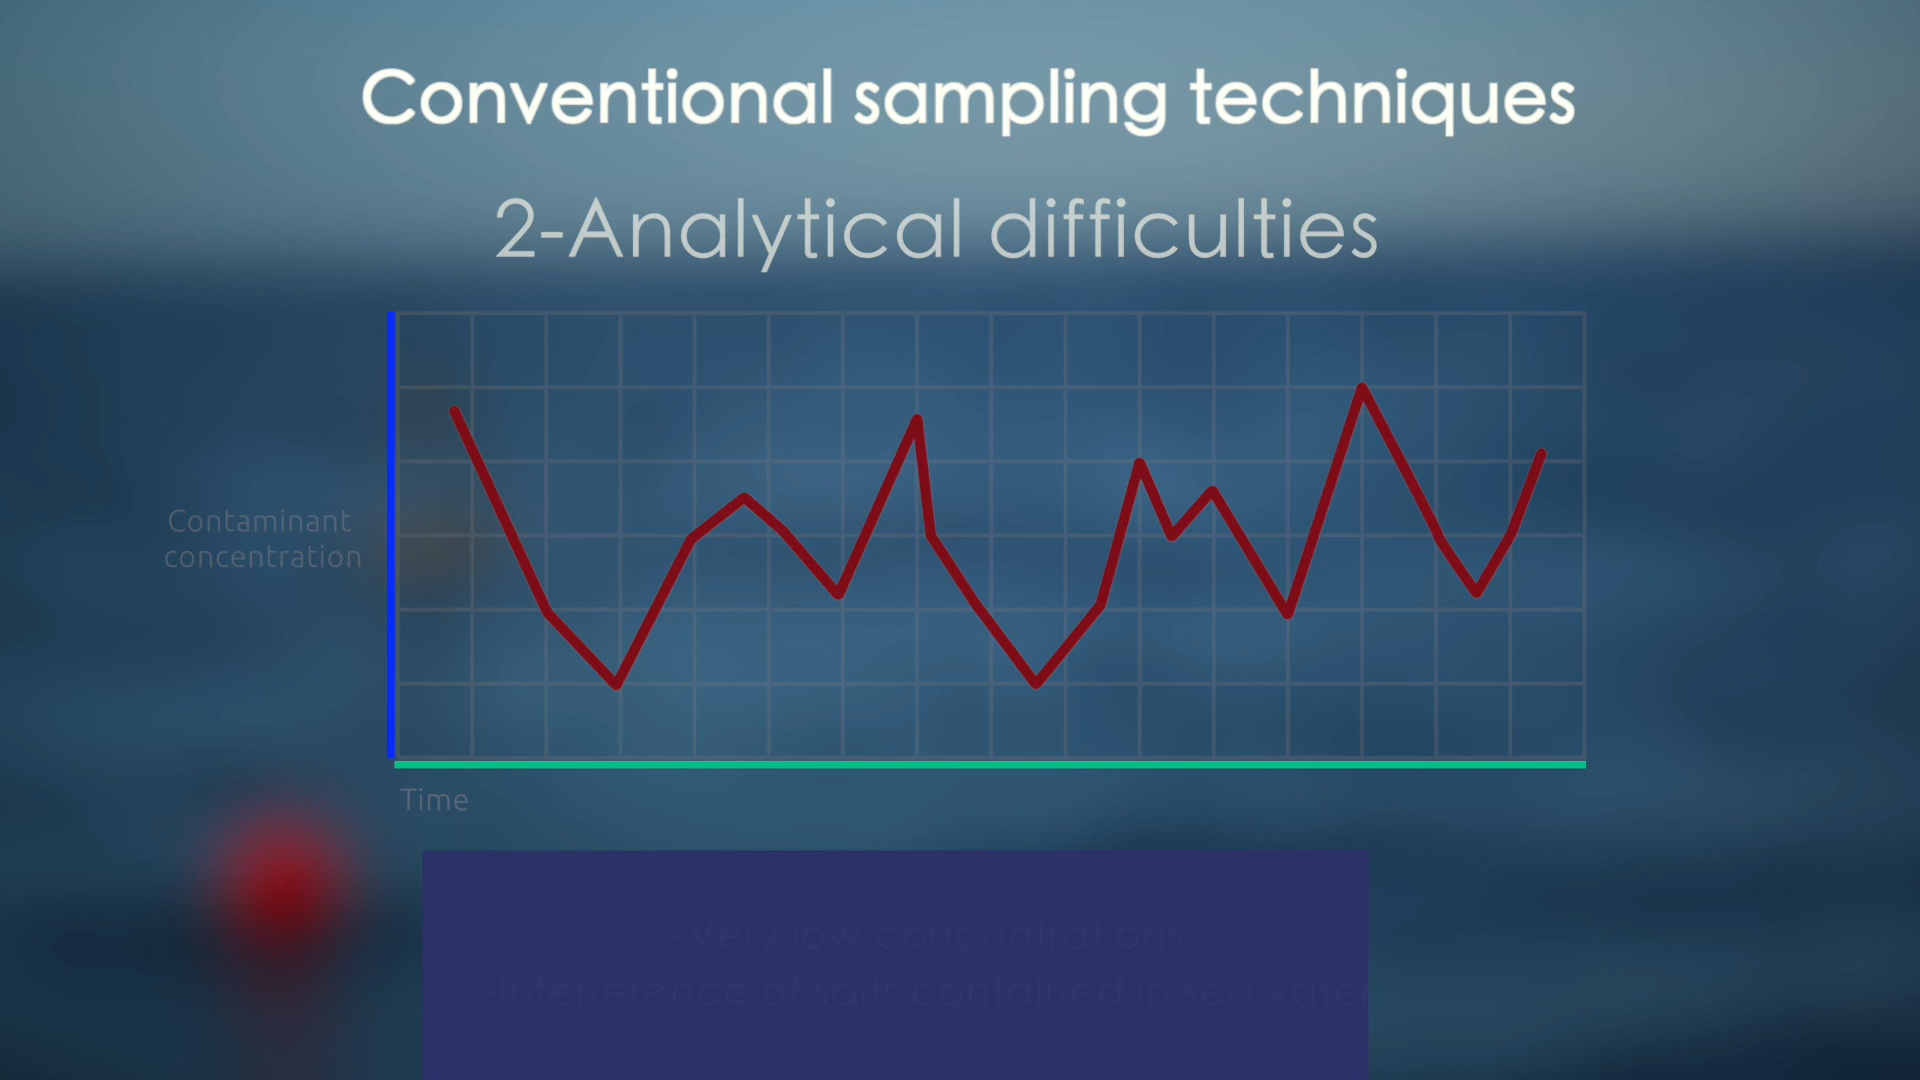 Conventional sampling techniques
2-Analytical difficulties
Contaminant
concentration
Time
-Very low concentrations
-Interference of salts contained in seawater